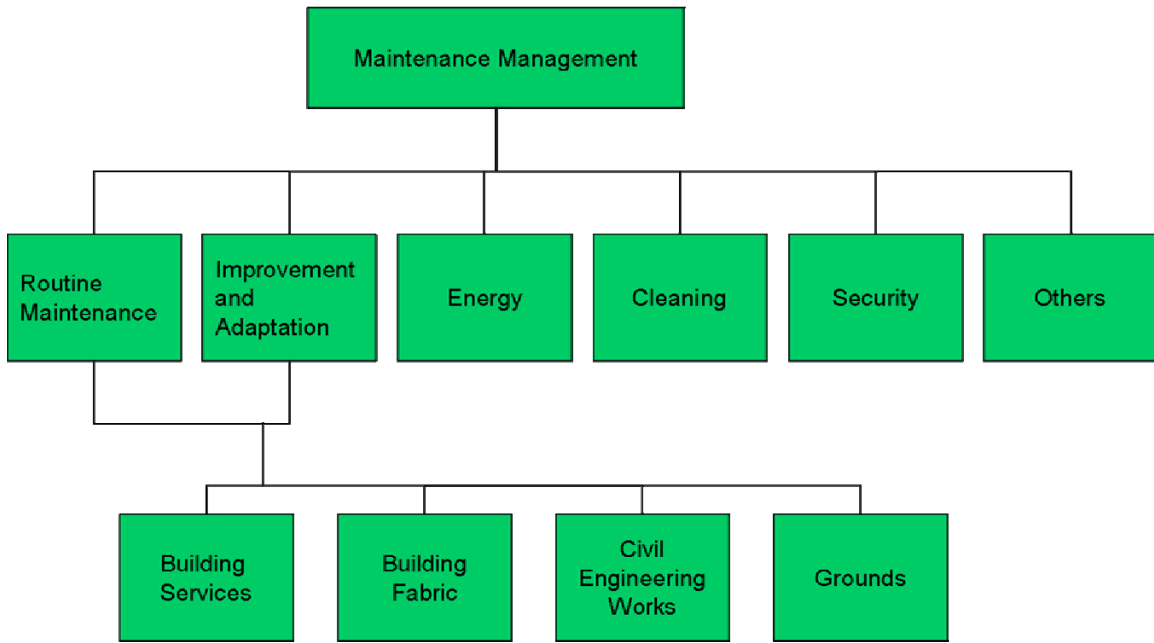 Maintenance Management
Routine
Maintenance
Improvement
and
Adaptation
Energy
Cleaning
Security
Others
Building
Services
Building
Fabric
Civil
Engineering
Works
Grounds